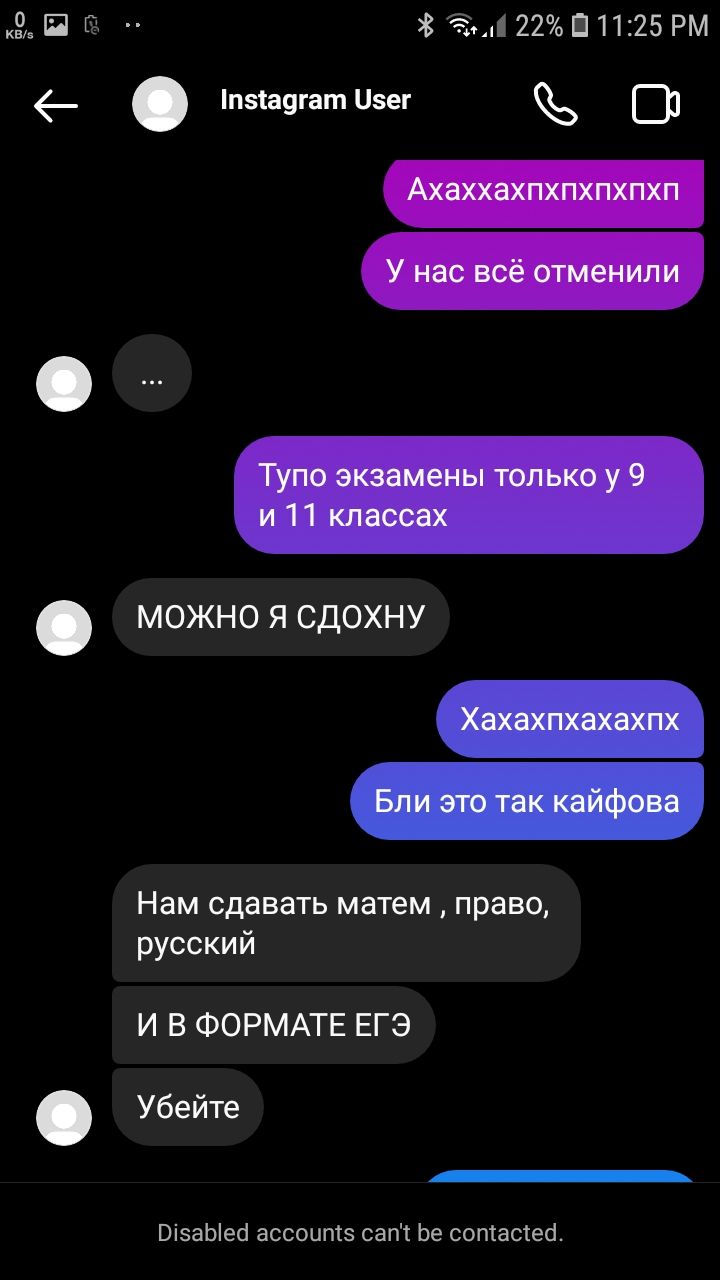 0
KB/s
22%
11:25 PM
Instagram User
Ахаххахпхпхпхпхп
У нас всё отменили
...
Тупо экзамены только у 9
и 11 классах
МОЖНО Я СДОХНУ
Хахахпхахахпх
Бли это так кайфова
Нам сдавать матем , право,
русский
И В ФОРМАТЕ ЕГЭ
Убейте
Disabled accounts can't be contacted.